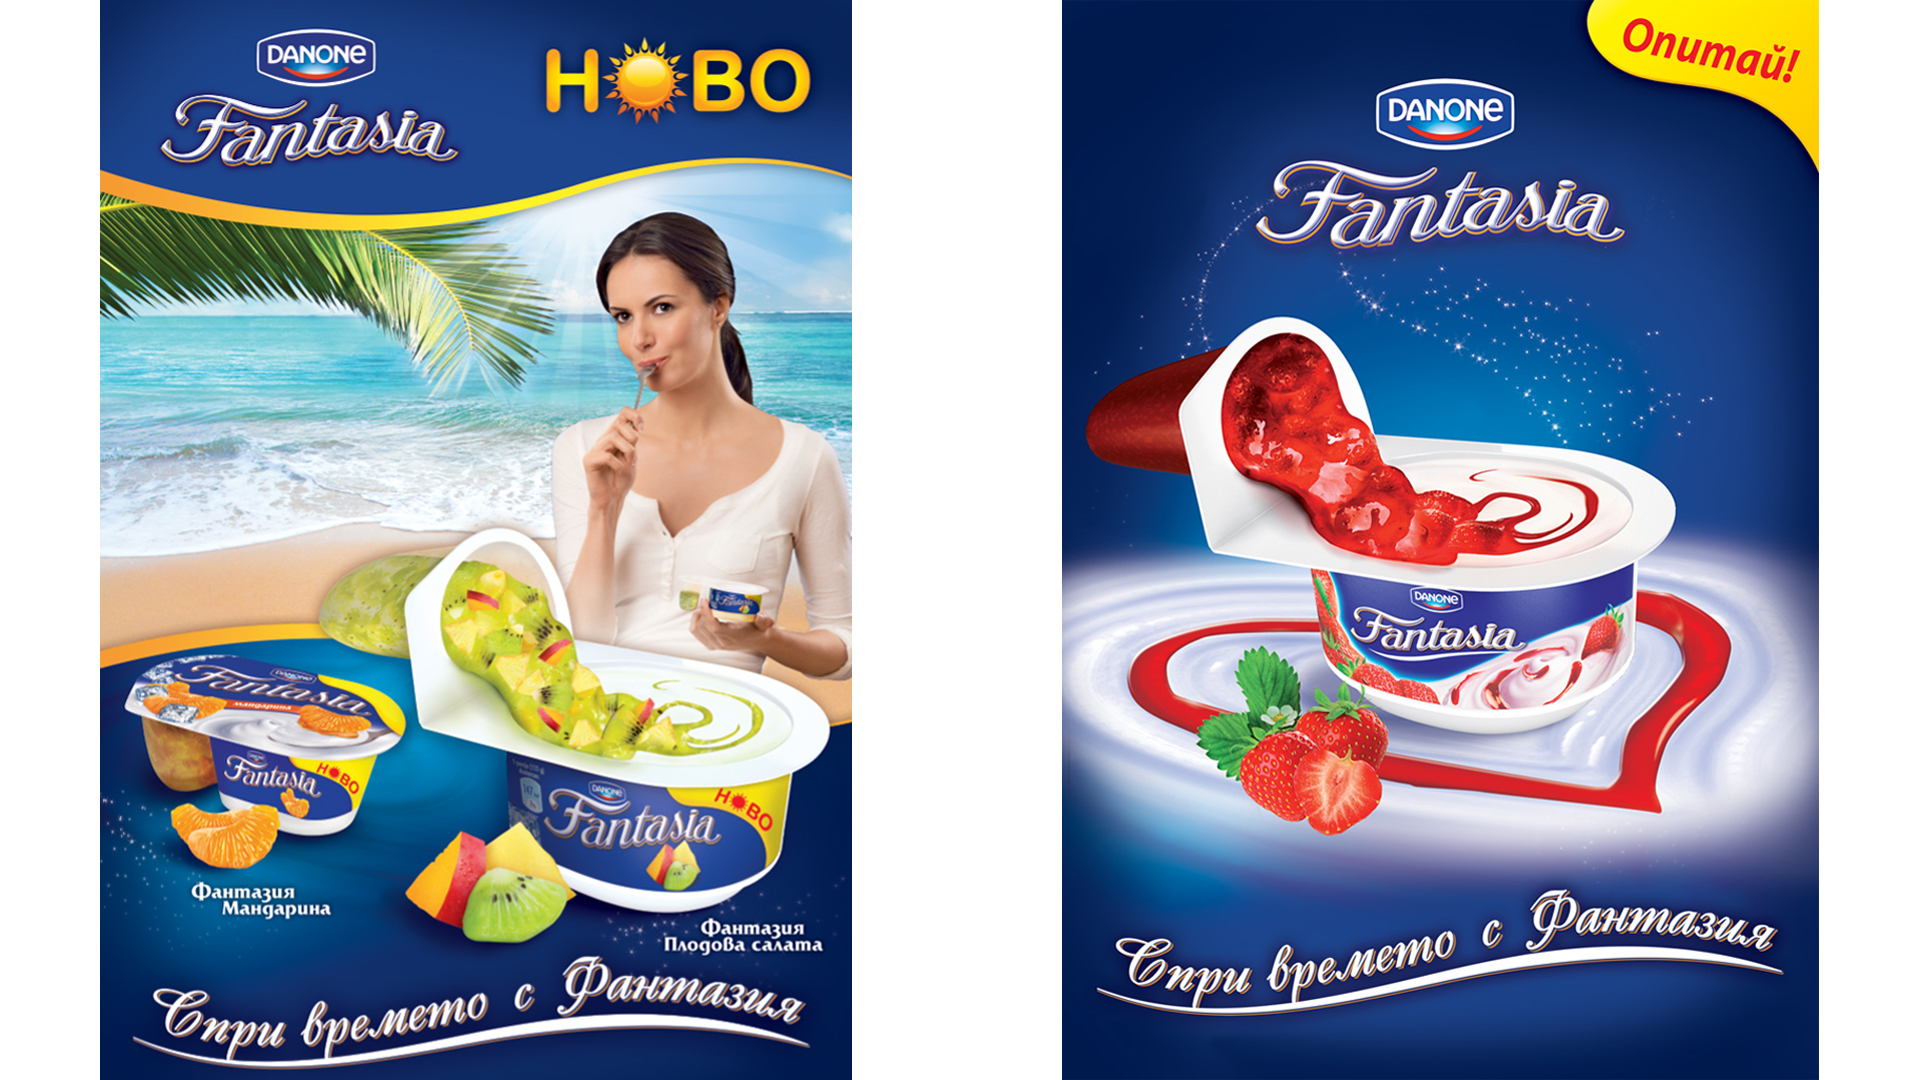 DANONE
Fantasia
НОВО
DANONE
Fantasia
мандарина
Fantasia
НОВО
DANONE
Fantasia
НОВО
Фантазия
Мандарина
Фантазия
Плодова салата
Спри времето с Фантазия
Опитай!
DANONE
Fantasia
DANONE
Fantasia
Спри времето с Фантазия